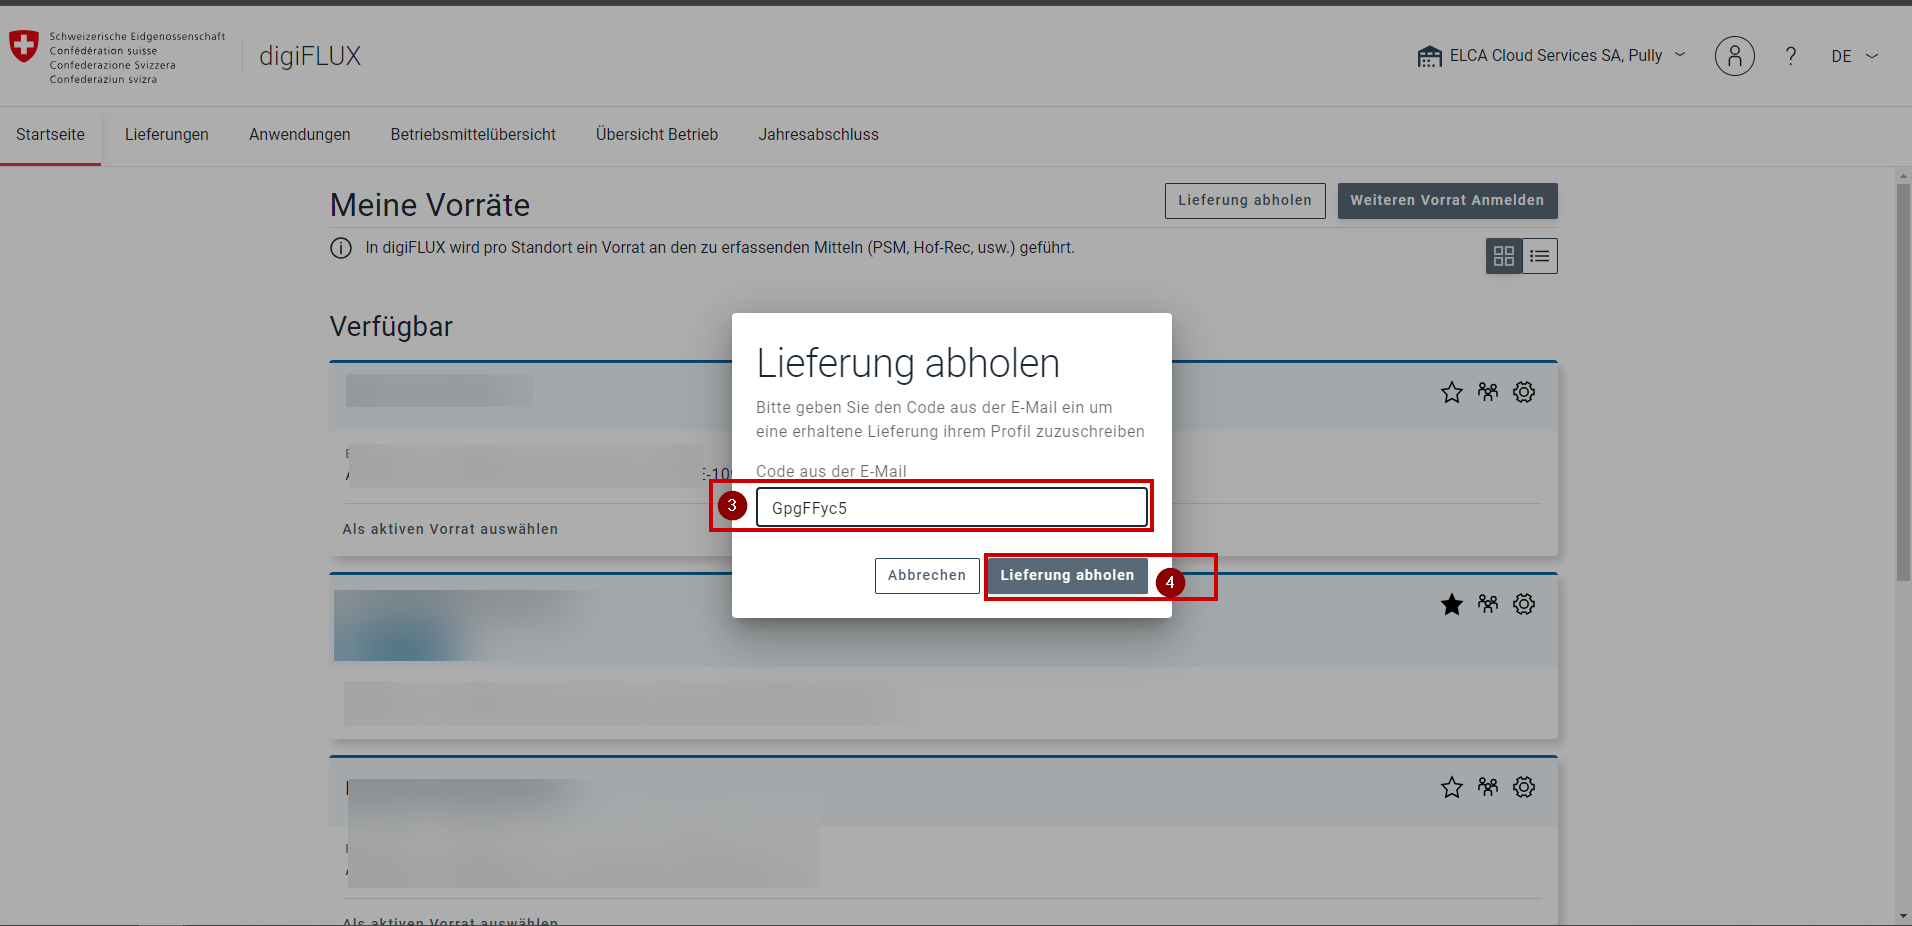 Schweizerische Eidgenossenschaft
Confédération suisse
Confederazione Svizzera
Confederaziun svizra
digiFLUX
ELCA Cloud Services SA, Pully
?
DE
Startseite
Lieferungen
Anwendungen
Betriebsmittelübersicht
Übersicht Betrieb
Jahresabschluss
Meine Vorräte
Lieferung abholen
Weiteren Vorrat Anmelden
In digiFLUX wird pro Standort ein Vorrat an den zu erfassenden Mitteln (PSM, Hof-Rec, usw.) geführt.
Verfügbar
Lieferung abholen
Bitte geben Sie den Code aus der E-Mail ein um
eine erhaltene Lieferung ihrem Profil zuzuschreiben
Code aus der E-Mail
3
GpgFFyc5
Als aktiven Vorrat auswählen
Abbrechen
Lieferung abholen
4
Als aktiven Vorrat auswählen